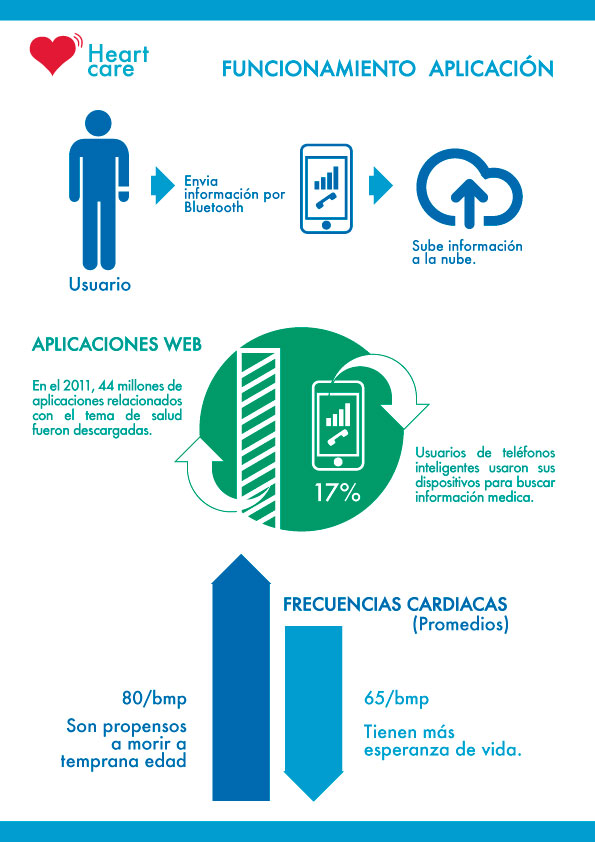 Heart
care
FUNCIONAMIENTO APLICACIÓN
Envia
información por
Bluetooth
Sube información
a la nube.
Usuario
APLICACIONES WEB
En el 2011, 44 millones de
aplicaciones relacionados
con el tema de salud
fueron descargadas.
17%
Usuarios de teléfonos
inteligentes usaron sus
dispositivos para buscar
información medica.
FRECUENCIAS CARDIACAS
(Promedios)
80/bmp
Son propensos
a morir a
temprana edad
65/bmp
Tienen más
esperanza de vida.